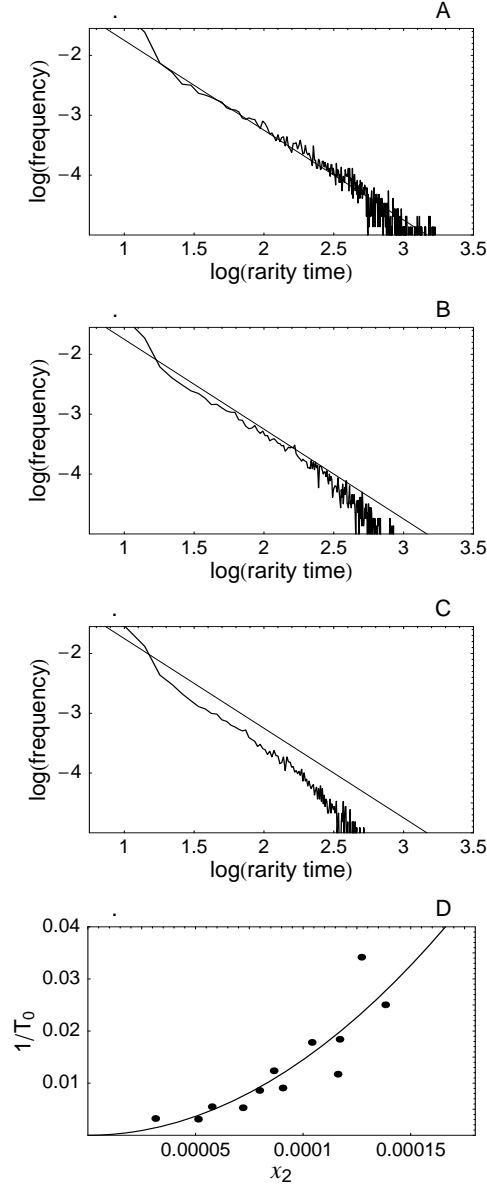 . A
−2
−3
−4
log(frequency)
1 1.5 2 2.5 3 3.5
log(rarity time)
. B
−2
−3
−4
log(frequency)
1 1.5 2 2.5 3 3.5
log(rarity time)
. C
−2
−3
−4
log(frequency)
1 1.5 2 2.5 3 3.5
log(rarity time)
. D
0.04
0.03
0.02
0.01
1/T₀
0.00005 0.0001 0.00015
x₂